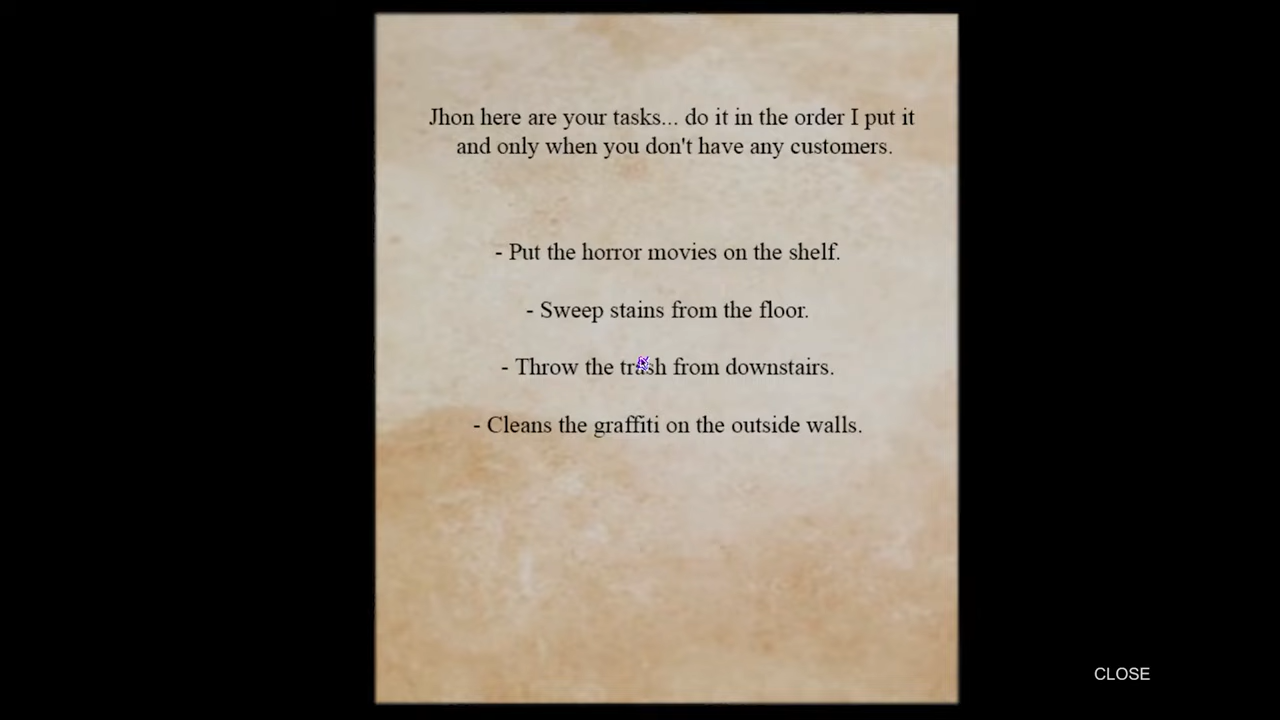 Jhon here are your tasks... do it in the order I put it
and only when you don't have any customers.
- Put the horror movies on the shelf.
- Sweep stains from the floor.
- Throw the trash from downstairs.
- Cleans the graffiti on the outside walls.
CLOSE